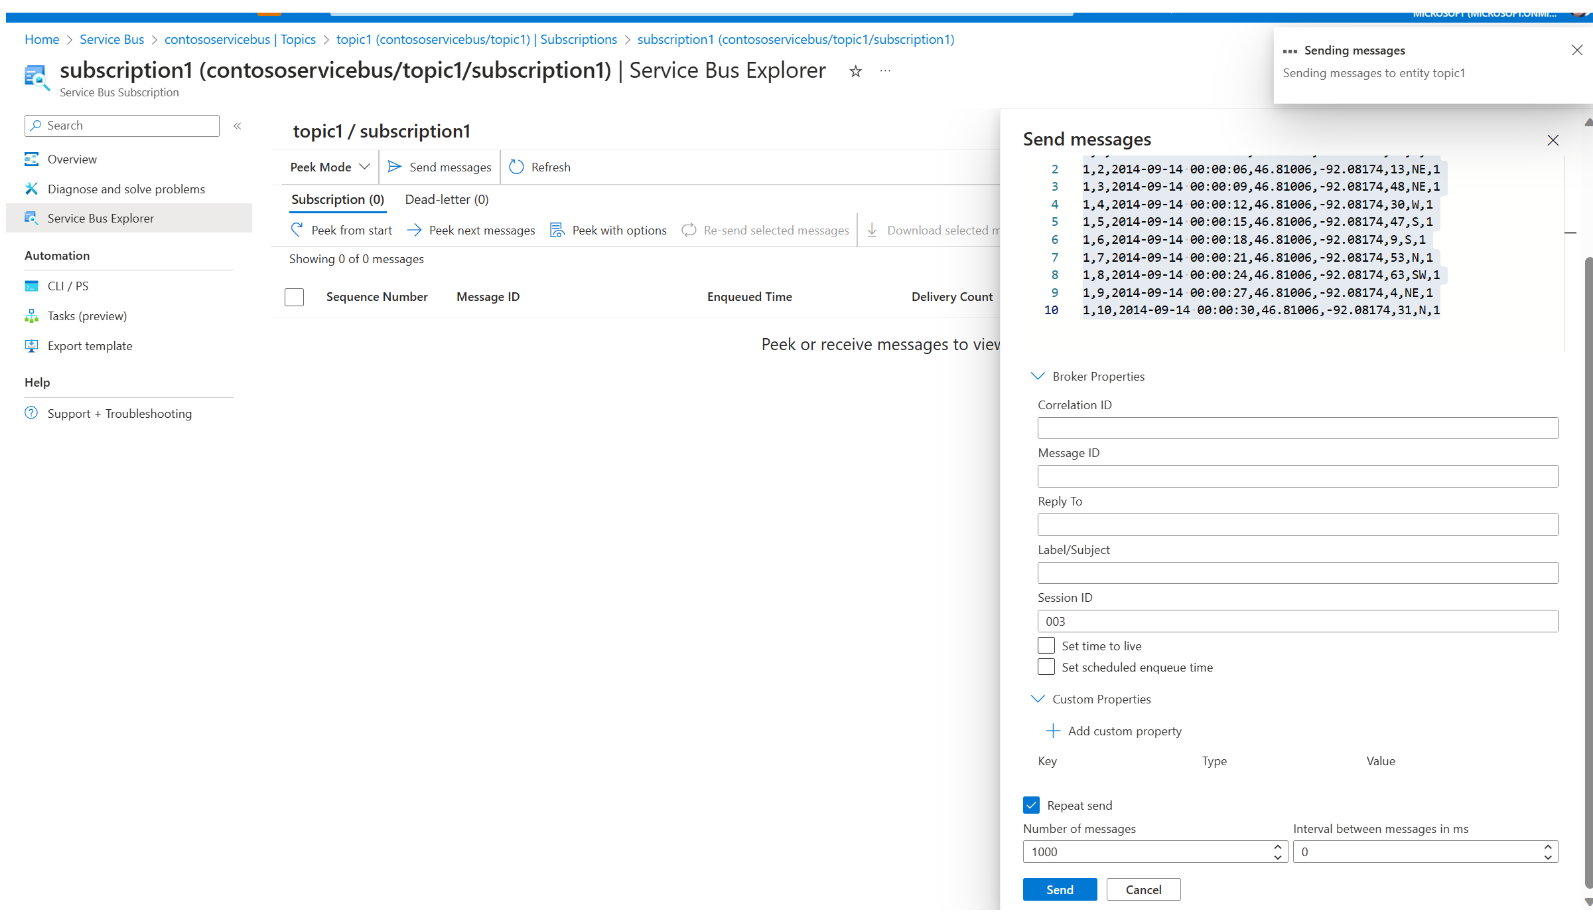 MICROSOFT (MICROSOFT.ONMI...
Home > Service Bus > contososervicebus | Topics > topic1 (contososervicebus/topic1) | Subscriptions > subscription1 (contososervicebus/topic1/subscription1)
subscription1 (contososervicebus/topic1/subscription1) | Service Bus Explorer
Service Bus Subscription
Sending messages
Sending messages to entity topic1
Search
Overview
Diagnose and solve problems
Service Bus Explorer
Automation
CLI / PS
Tasks (preview)
Export template
Help
Support + Troubleshooting
topic1 / subscription1
Peek Mode Send messages Refresh
Subscription (0) Dead-letter (0)
Peek from start Peek next messages Peek with options Re-send selected messages Download selected m
Showing 0 of 0 messages
Sequence Number Message ID Enqueued Time Delivery Count
Peek or receive messages to view
Send messages
2 1,2,2014-09-14 00:00:06,46.81006,-92.08174,13,NE,1
3 1,3,2014-09-14 00:00:09,46.81006,-92.08174,48,NE,1
4 1,4,2014-09-14 00:00:12,46.81006,-92.08174,30,W,1
5 1,5,2014-09-14 00:00:15,46.81006,-92.08174,47,S,1
6 1,6,2014-09-14 00:00:18,46.81006,-92.08174,9,S,1
7 1,7,2014-09-14 00:00:21,46.81006,-92.08174,53,N,1
8 1,8,2014-09-14 00:00:24,46.81006,-92.08174,63,SW,1
9 1,9,2014-09-14 00:00:27,46.81006,-92.08174,4,NE,1
10 1,10,2014-09-14 00:00:30,46.81006,-92.08174,31,N,1
Broker Properties
Correlation ID
Message ID
Reply To
Label/Subject
Session ID
003
Set time to live
Set scheduled enqueue time
Custom Properties
Add custom property
Key Type Value
Repeat send
Number of messages Interval between messages in ms
1000 0
Send Cancel